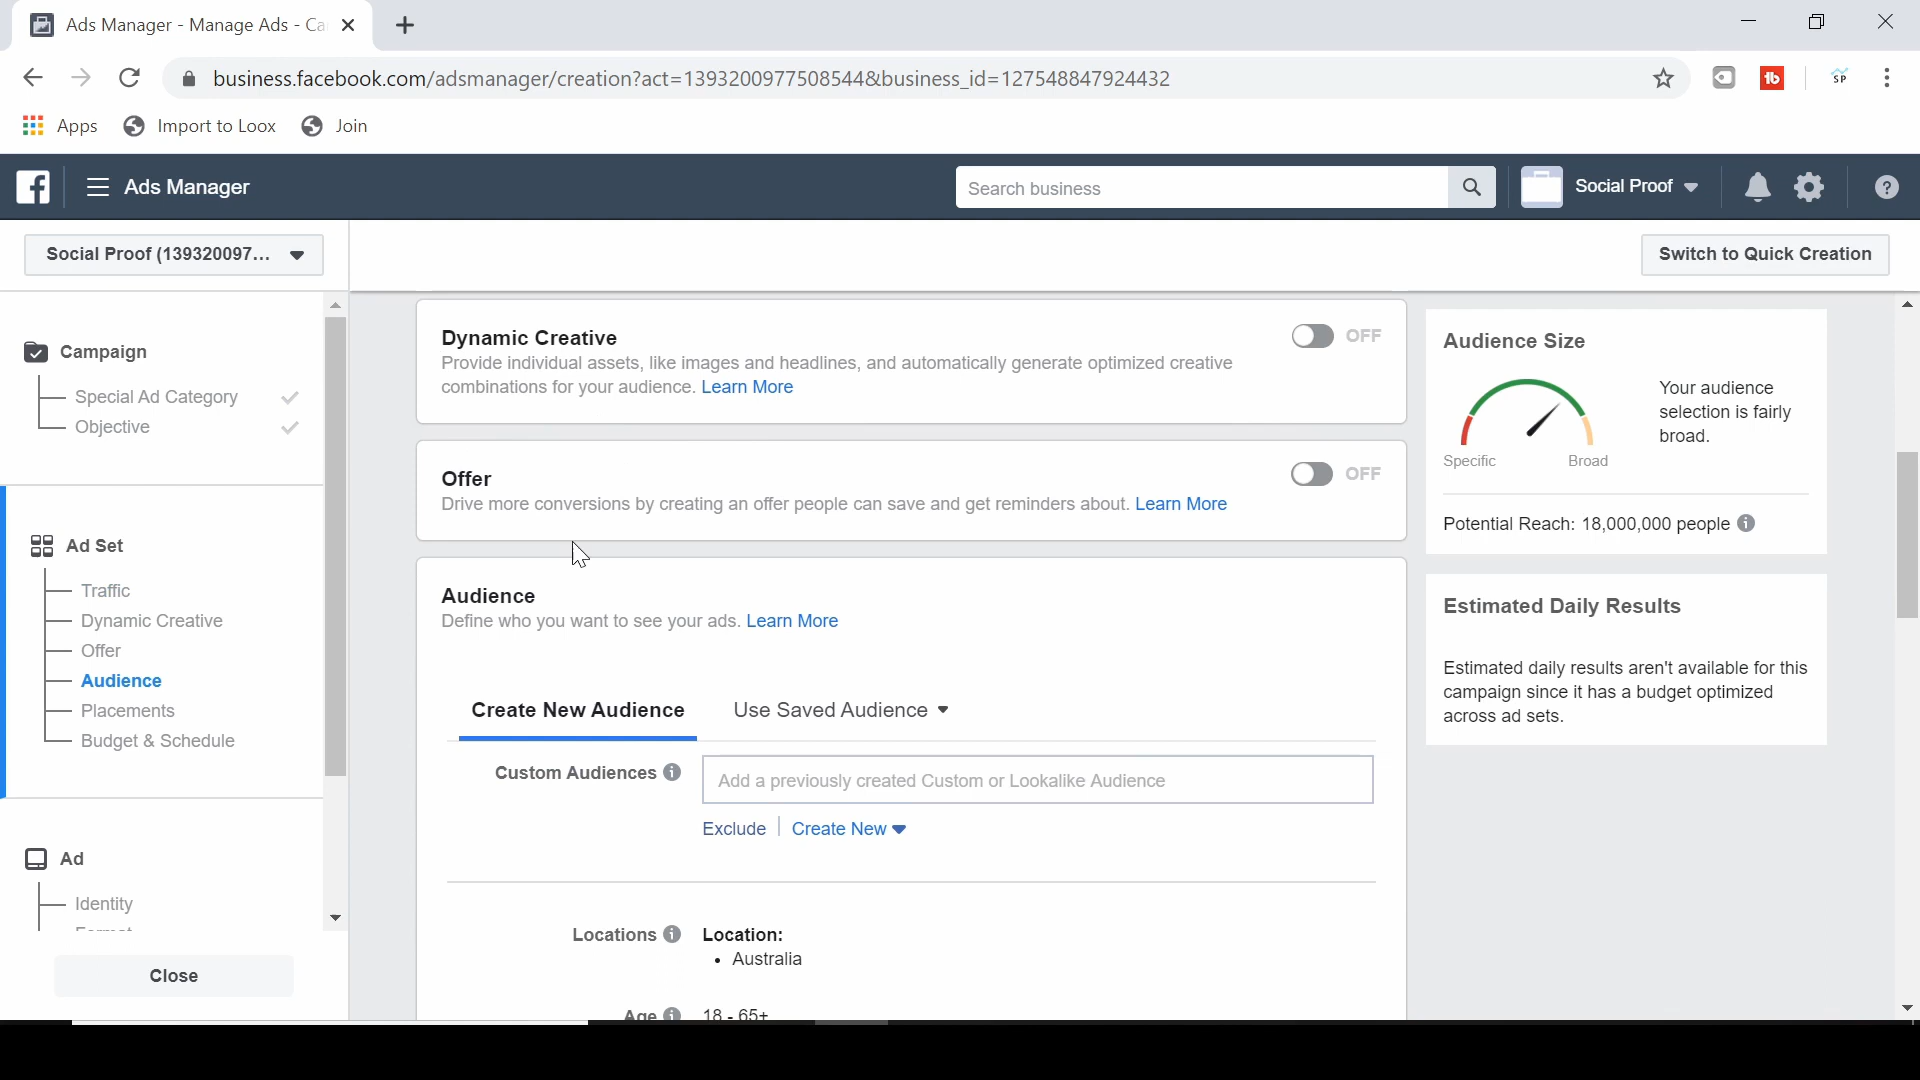 Ads Manager - Manage Ads - Ca
business.facebook.com/adsmanager/creation?act=139320097750854​4&business_id=127548847924432
SP
Apps
Import to Loox
Join
Ads Manager
Search business
Social Proof
Social Proof (139320097...
Switch to Quick Creation
Campaign
Special Ad Category
Objective
Ad Set
Traffic
Dynamic Creative
Offer
Audience
Placements
Budget & Schedule
Ad
Identity
Format
Close
Dynamic Creative
OFF
Provide individual assets, like images and headlines, and automatically generate optimized creative
combinations for your audience. Learn More
Offer
OFF
Drive more conversions by creating an offer people can save and get reminders about. Learn More
Audience
Define who you want to see your ads. Learn More
Create New Audience
Use Saved Audience
Custom Audiences
Add a previously created Custom or Lookalike Audience
Exclude
Create New
Locations
Location:
• Australia
Age
18 - 65+
Audience Size
Your audience
selection is fairly
broad.
Specific
Broad
Potential Reach: 18,000,000 people
Estimated Daily Results
Estimated daily results aren't available for this
campaign since it has a budget optimized
across ad sets.